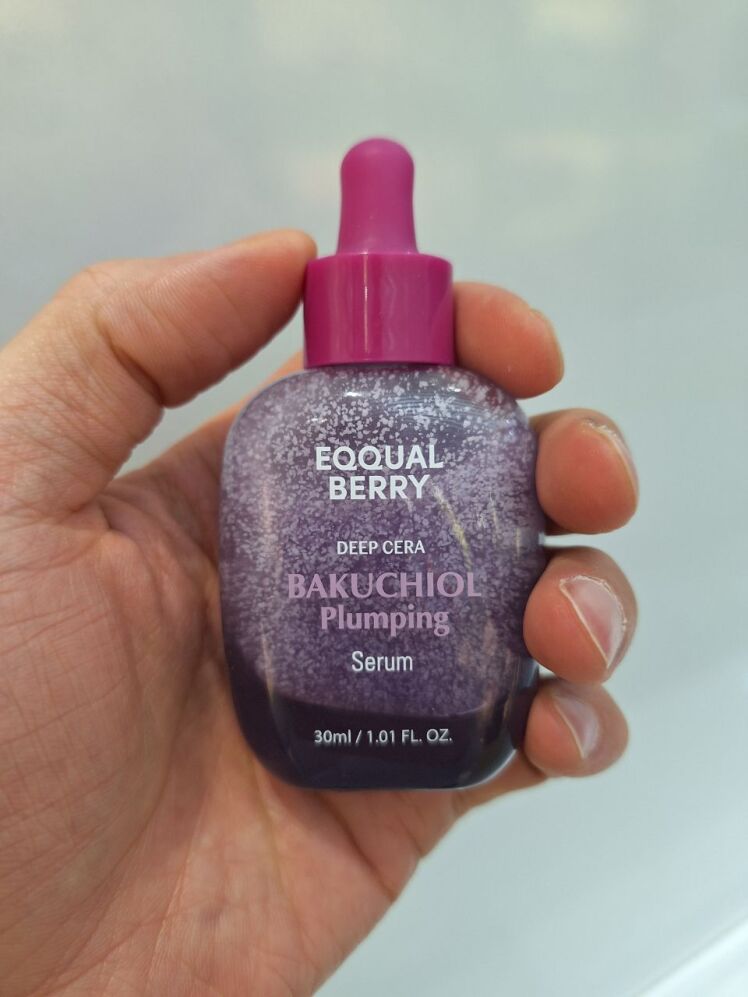 EQQUAL
BERRY
DEEP CERA
BAKUCHIOL
Plumping
Serum
30ml / 1.01 FL. OZ.